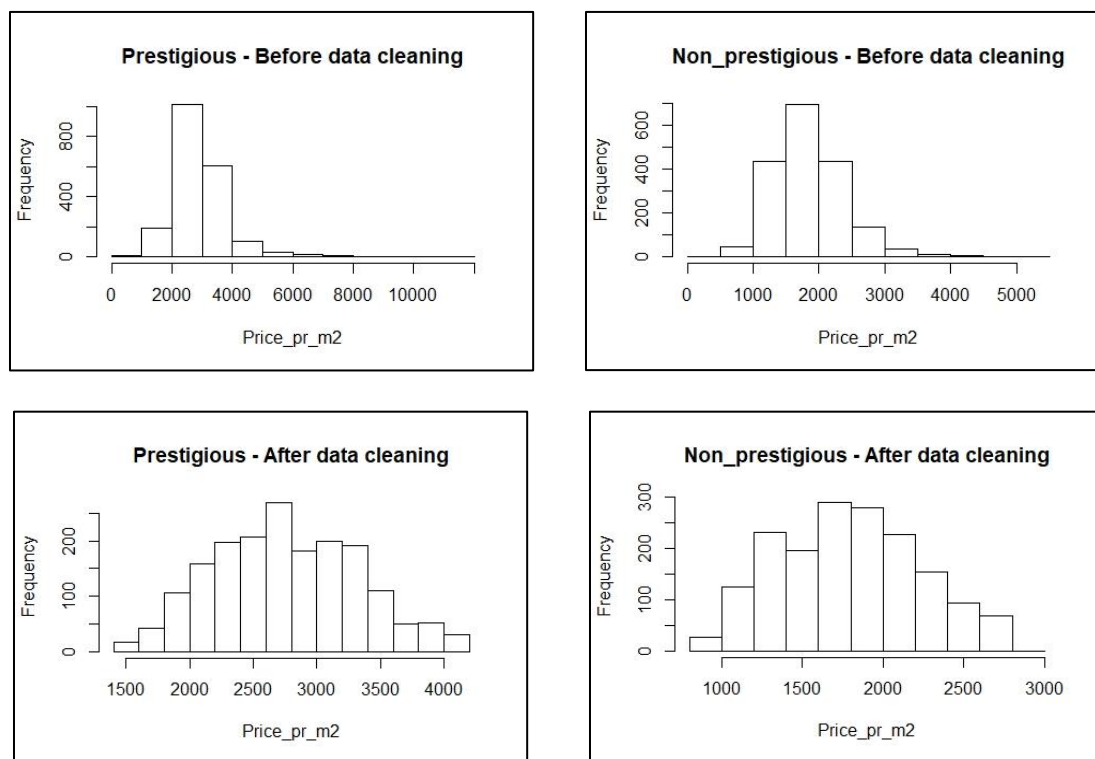 Prestigious - Before data cleaning
Frequency
800
400
0
0 2000 4000 6000 8000 10000
Price_pr_m2
Non_prestigious - Before data cleaning
Frequency
600
400
200
0
0 1000 2000 3000 4000 5000
Price_pr_m2
Prestigious - After data cleaning
Frequency
200
100
0
1500 2000 2500 3000 3500 4000
Price_pr_m2
Non_prestigious - After data cleaning
Frequency
300
200
100
0
1000 1500 2000 2500 3000
Price_pr_m2